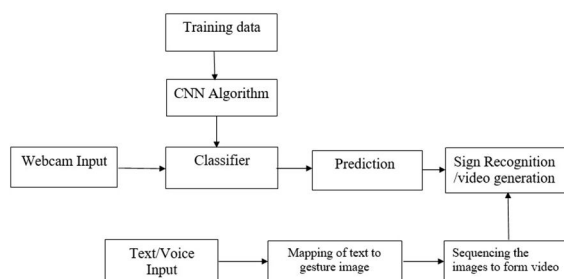 Training data
CNN Algorithm
Webcam Input
Classifier
Prediction
Sign Recognition
/video generation
Text/Voice
Input
Mapping of text to
gesture image
Sequencing the
images to form video